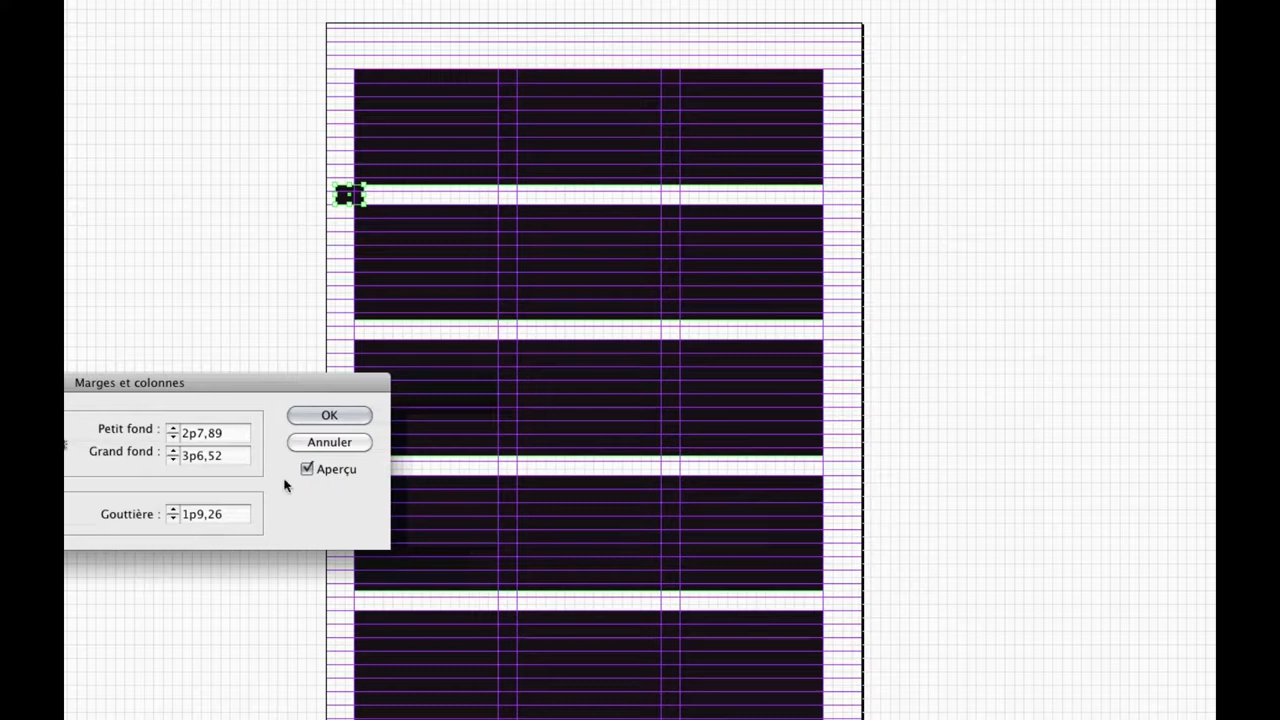 Marges et colonnes
Petit fond : 2p7,89
Grand fond : 3p6,52
Gouttière : 1p9,26
OK
Annuler
Aperçu